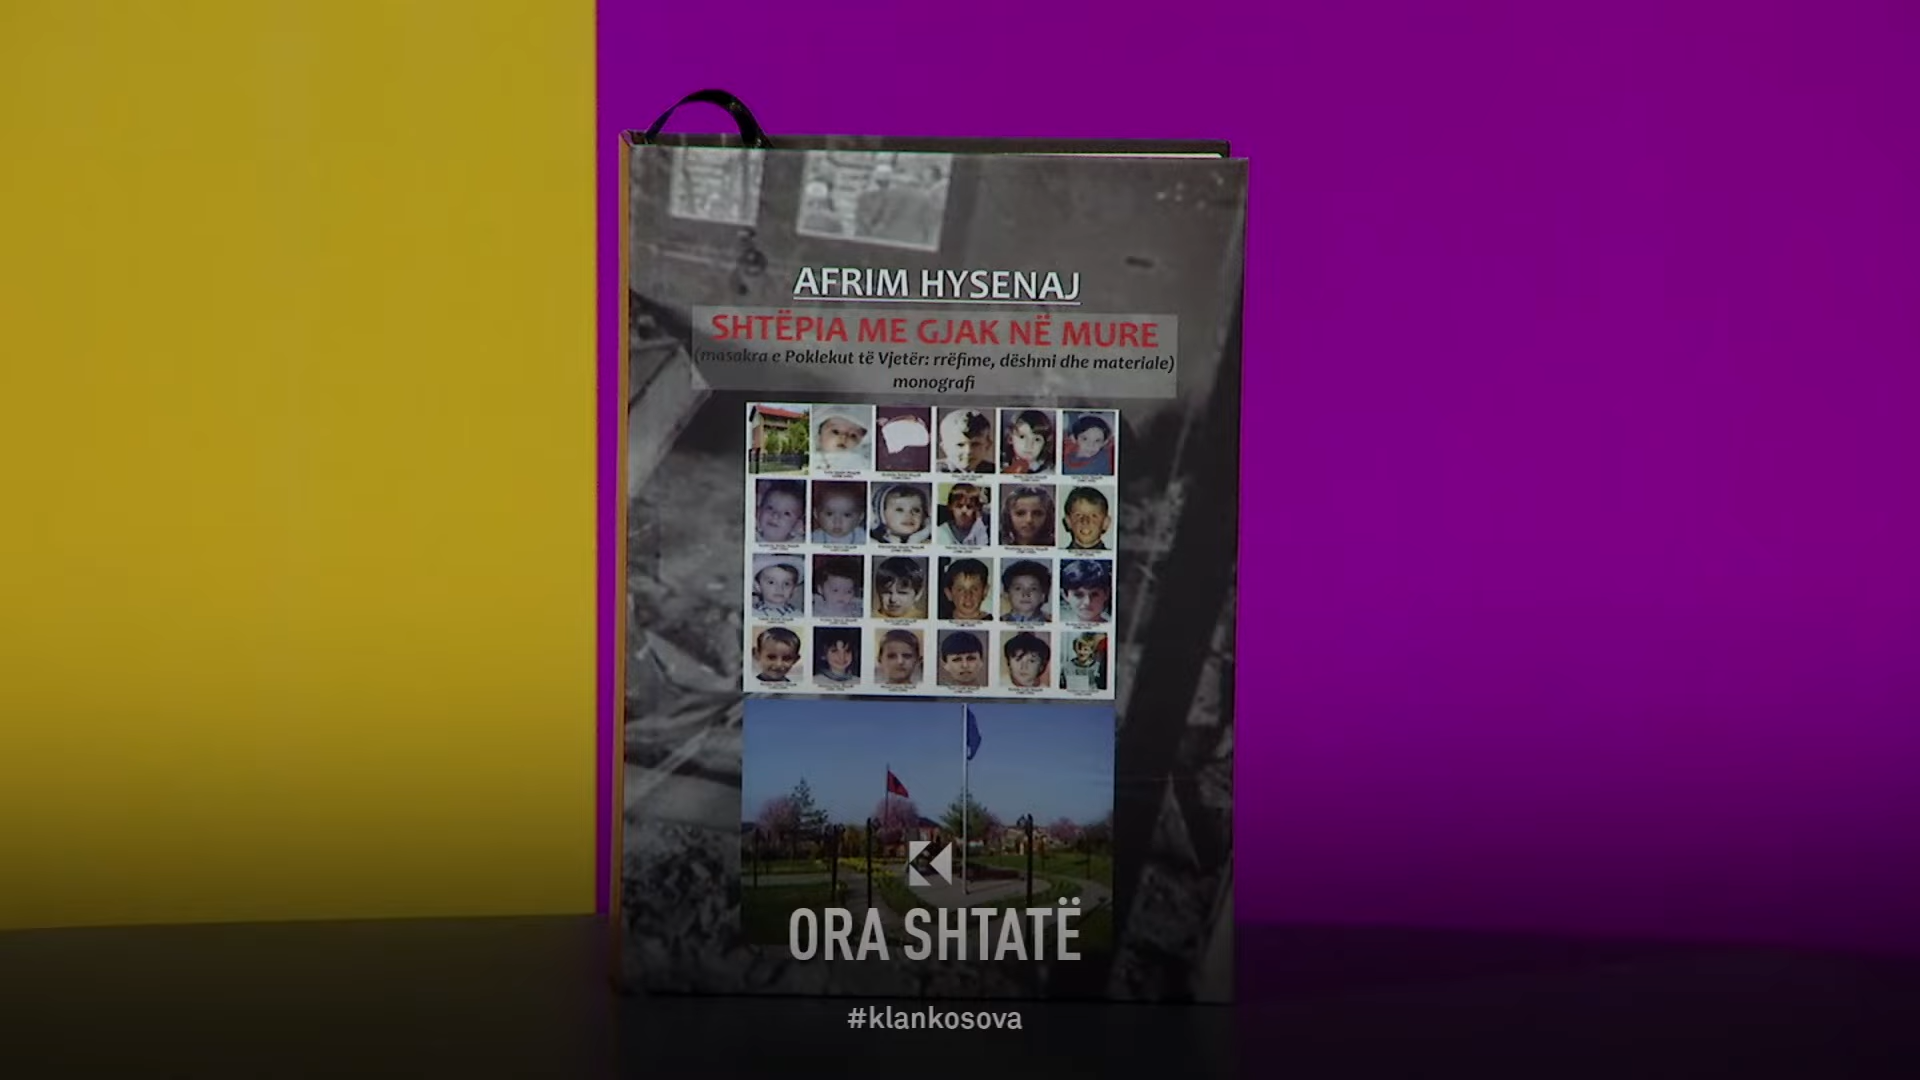 AFRIM HYSENAJ
SHTËPIA ME GJAK NË MURE
(masakra e Poklekut të Vjetër: rrëfime, dëshmi dhe materiale)
monografi
ORA SHTATË
#klankosova